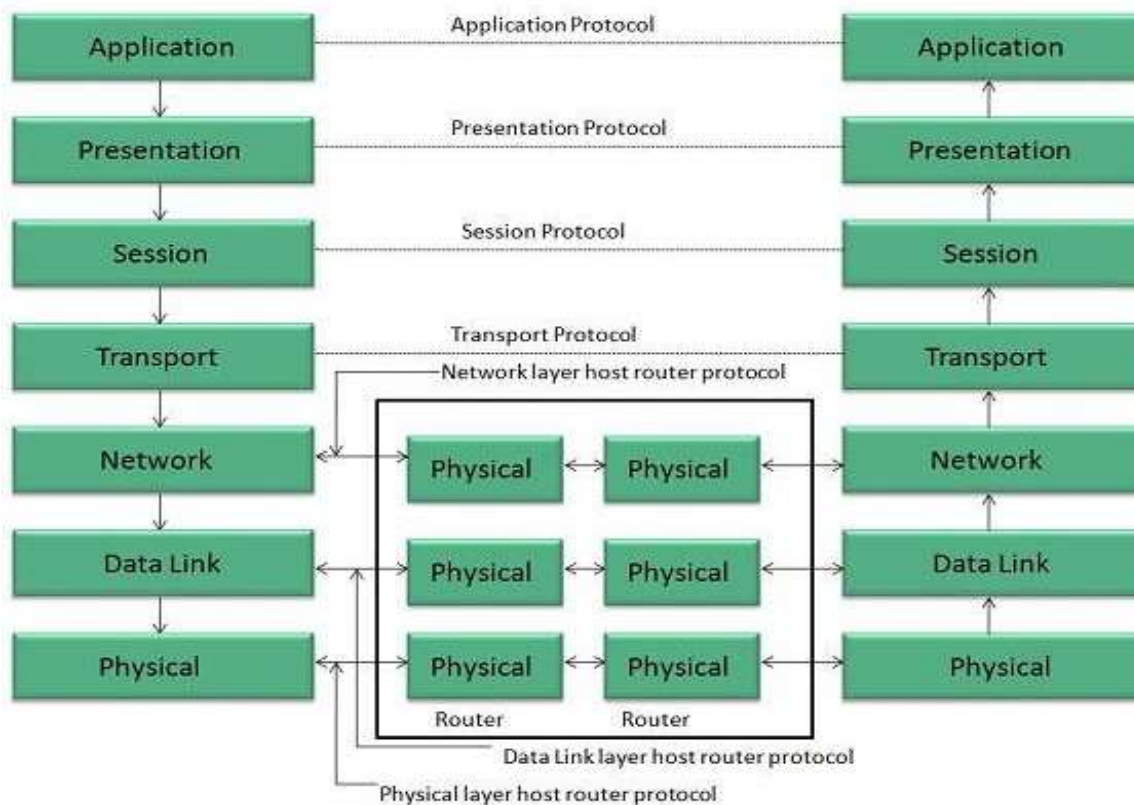 Application
Application Protocol
Application
Presentation
Presentation Protocol
Presentation
Session
Session Protocol
Session
Transport
Transport Protocol
Transport
Network layer host router protocol
Network
Physical
Physical
Network
Data Link
Physical
Physical
Data Link
Physical
Physical
Physical
Physical
Router
Router
Data Link layer host router protocol
Physical layer host router protocol